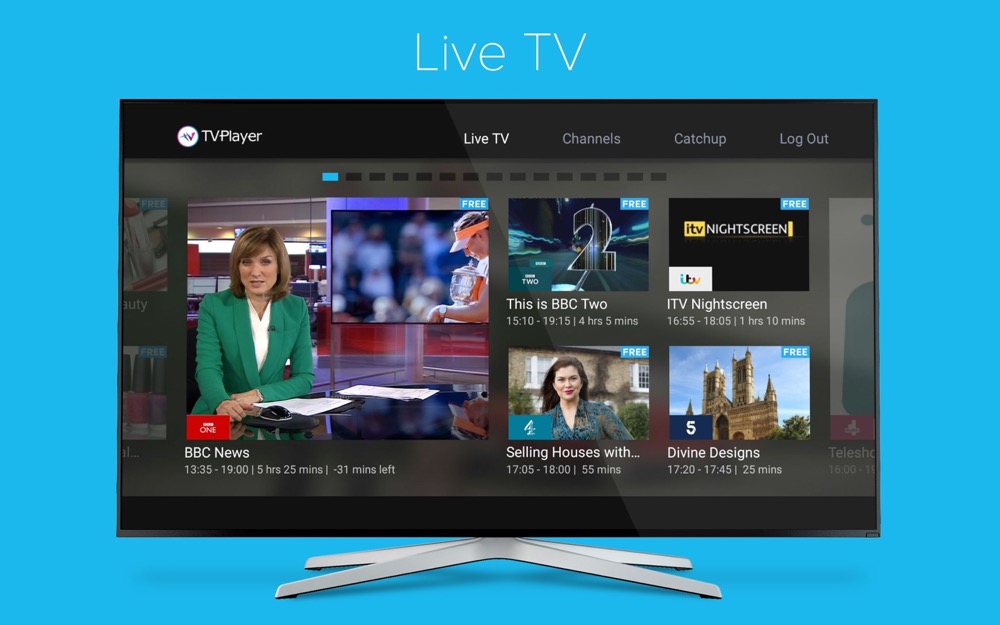 Live TV
TVPlayer
Live TV
Channels
Catchup
Log Out
FREE
auty
FREE
al...
FREE
BBC
ONE
BBC News
13:35 - 19:00 | 5 hrs 25 mins | -31 mins left
FREE
2
BBC
TWO
This is BBC Two
15:10 - 19:15 | 4 hrs 5 mins
FREE
itv NIGHTSCREEN
itv
ITV Nightscreen
16:55 - 18:05 | 1 hrs 10 mins
FREE
4
Selling Houses with...
17:05 - 18:00 | 55 mins
FREE
5
Divine Designs
17:20 - 17:45 | 25 mins
4
Telesho
16:00 - 19